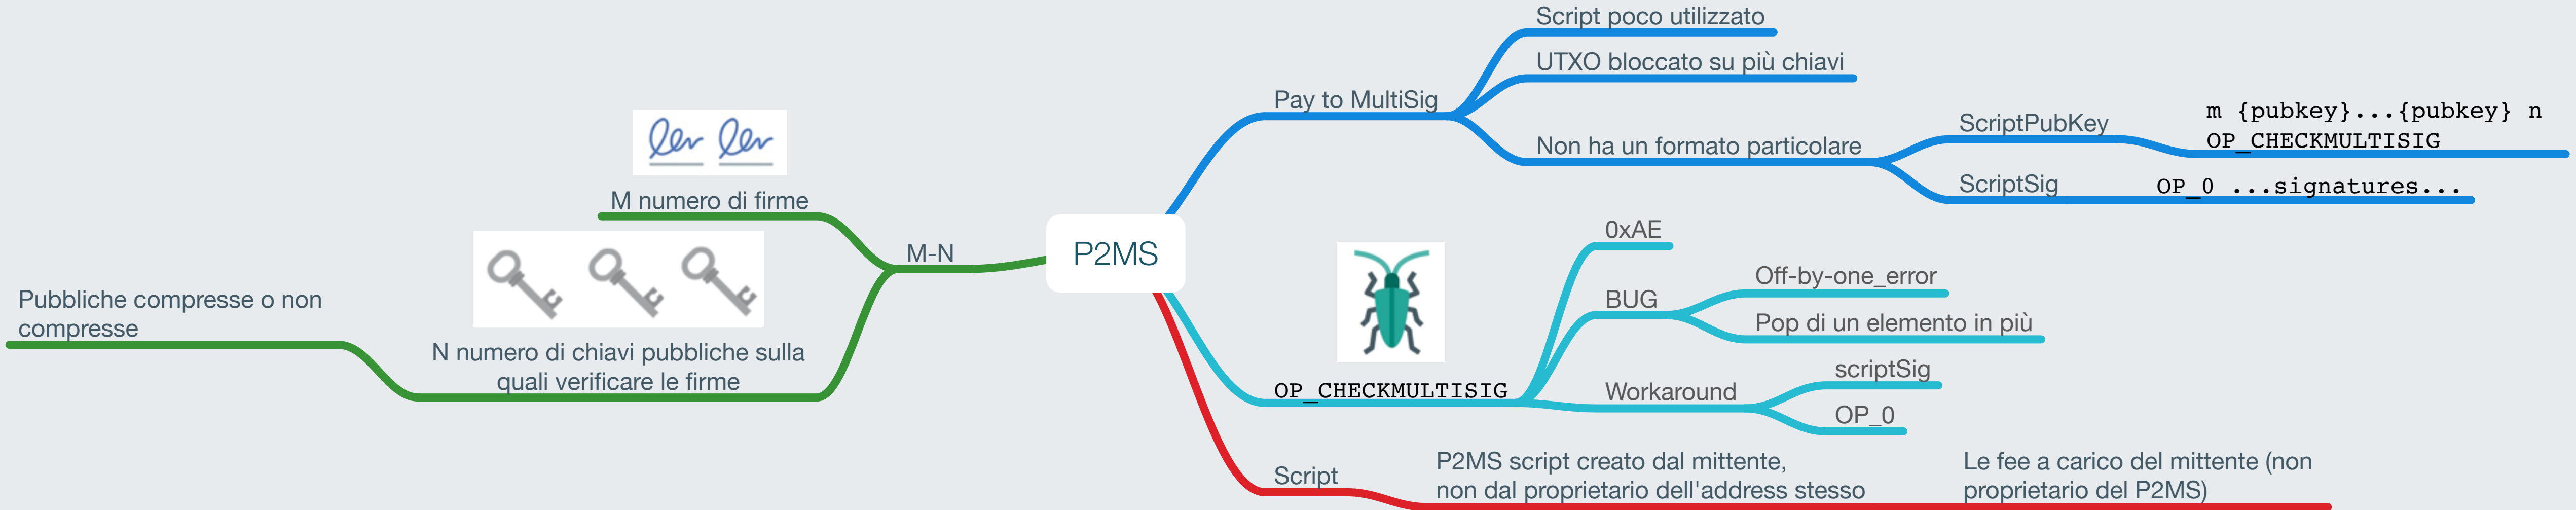 P2MS
Pay to MultiSig
Script poco utilizzato
UTXO bloccato su più chiavi
Non ha un formato particolare
ScriptPubKey
m {pubkey}...{pubkey} n
OP_CHECKMULTISIG
ScriptSig
OP_0 ...signatures...
OP_CHECKMULTISIG
0xAE
BUG
Off-by-one_error
Pop di un elemento in più
Workaround
scriptSig
OP_0
Script
P2MS script creato dal mittente,
non dal proprietario dell'address stesso
Le fee a carico del mittente (non
proprietario del P2MS)
M-N
ler ler
M numero di firme
N numero di chiavi pubbliche sulla
quali verificare le firme
Pubbliche compresse o non
compresse